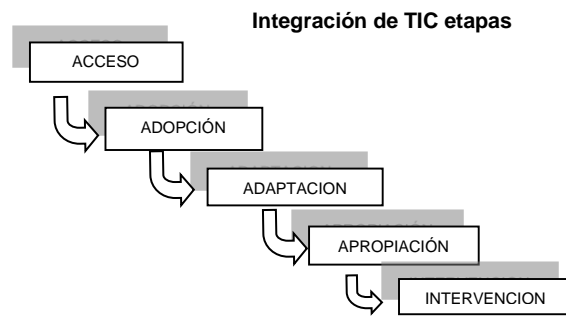 Integración de TIC etapas
ACCESO
ADOPCIÓN
ADAPTACION
APROPIACIÓN
INTERVENCION